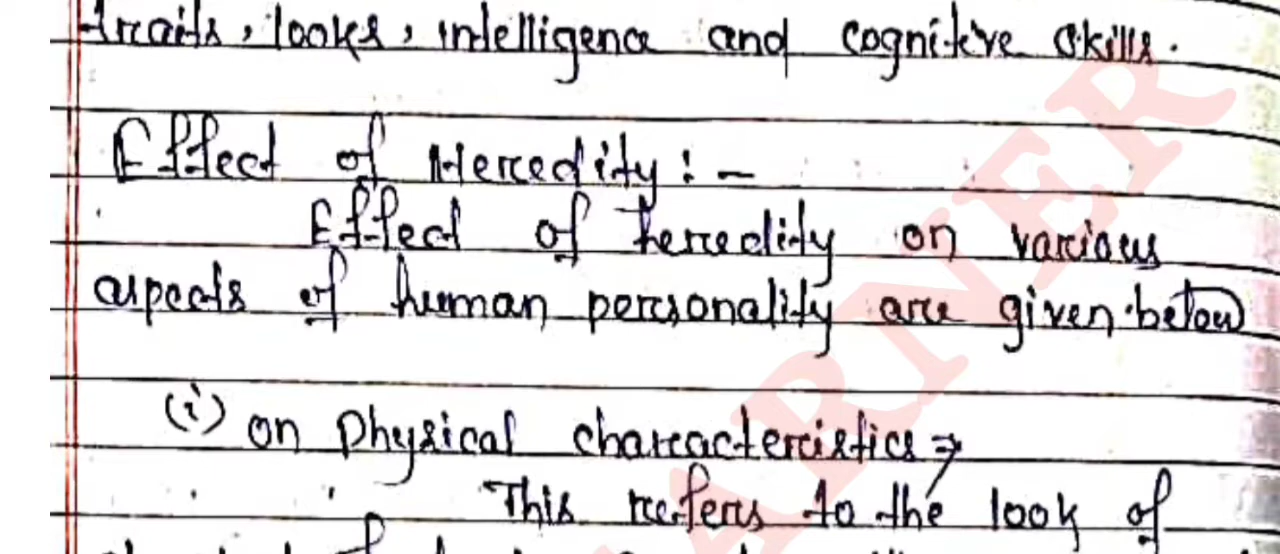 traits, looks, intelligence and cognitive skills.
Effect of Heredity :-
Effect of heredity on various
aspects of human personality are given below
(i) on Physical characteristics ⇒
This refers to the look of
ARNER